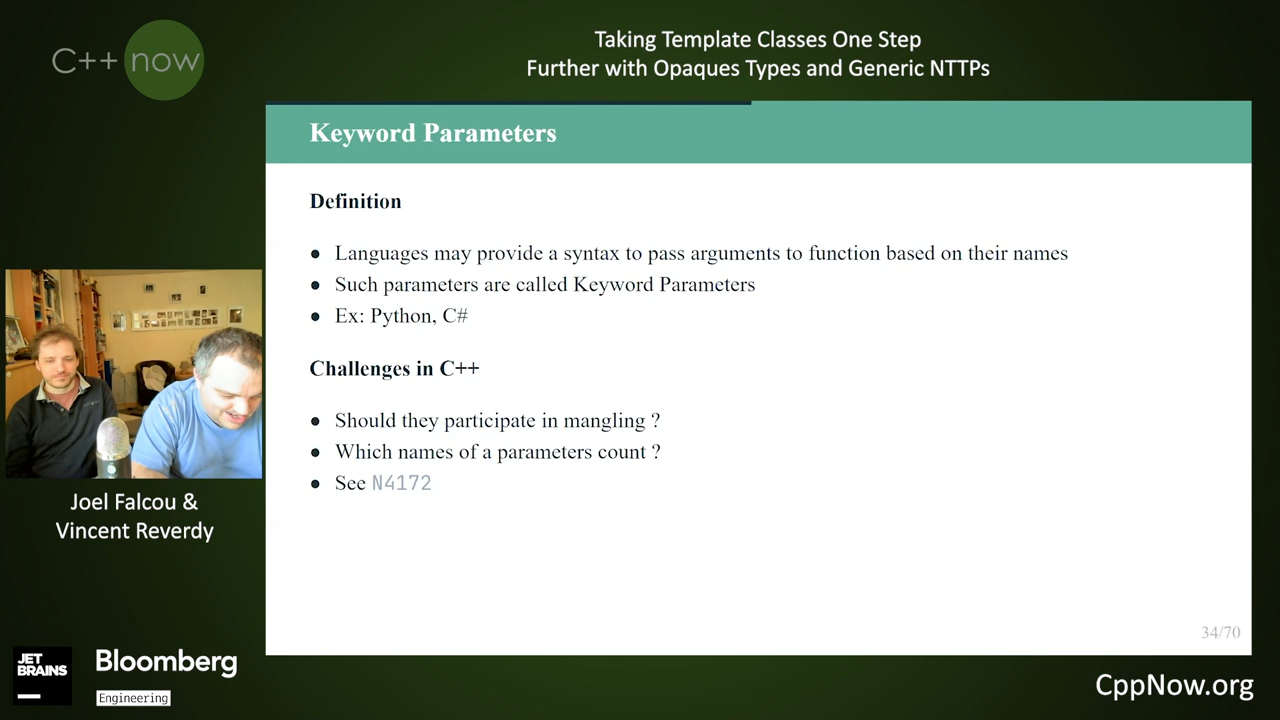 C++ now
Taking Template Classes One Step
Further with Opaques Types and Generic NTTPs
Keyword Parameters
Definition
● Languages may provide a syntax to pass arguments to function based on their names
● Such parameters are called Keyword Parameters
● Ex: Python, C#
Challenges in C++
● Should they participate in mangling ?
● Which names of a parameters count ?
● See N4172
34/70
Joel Falcou &
Vincent Reverdy
JET
BRAINS
Bloomberg
Engineering
CppNow.org